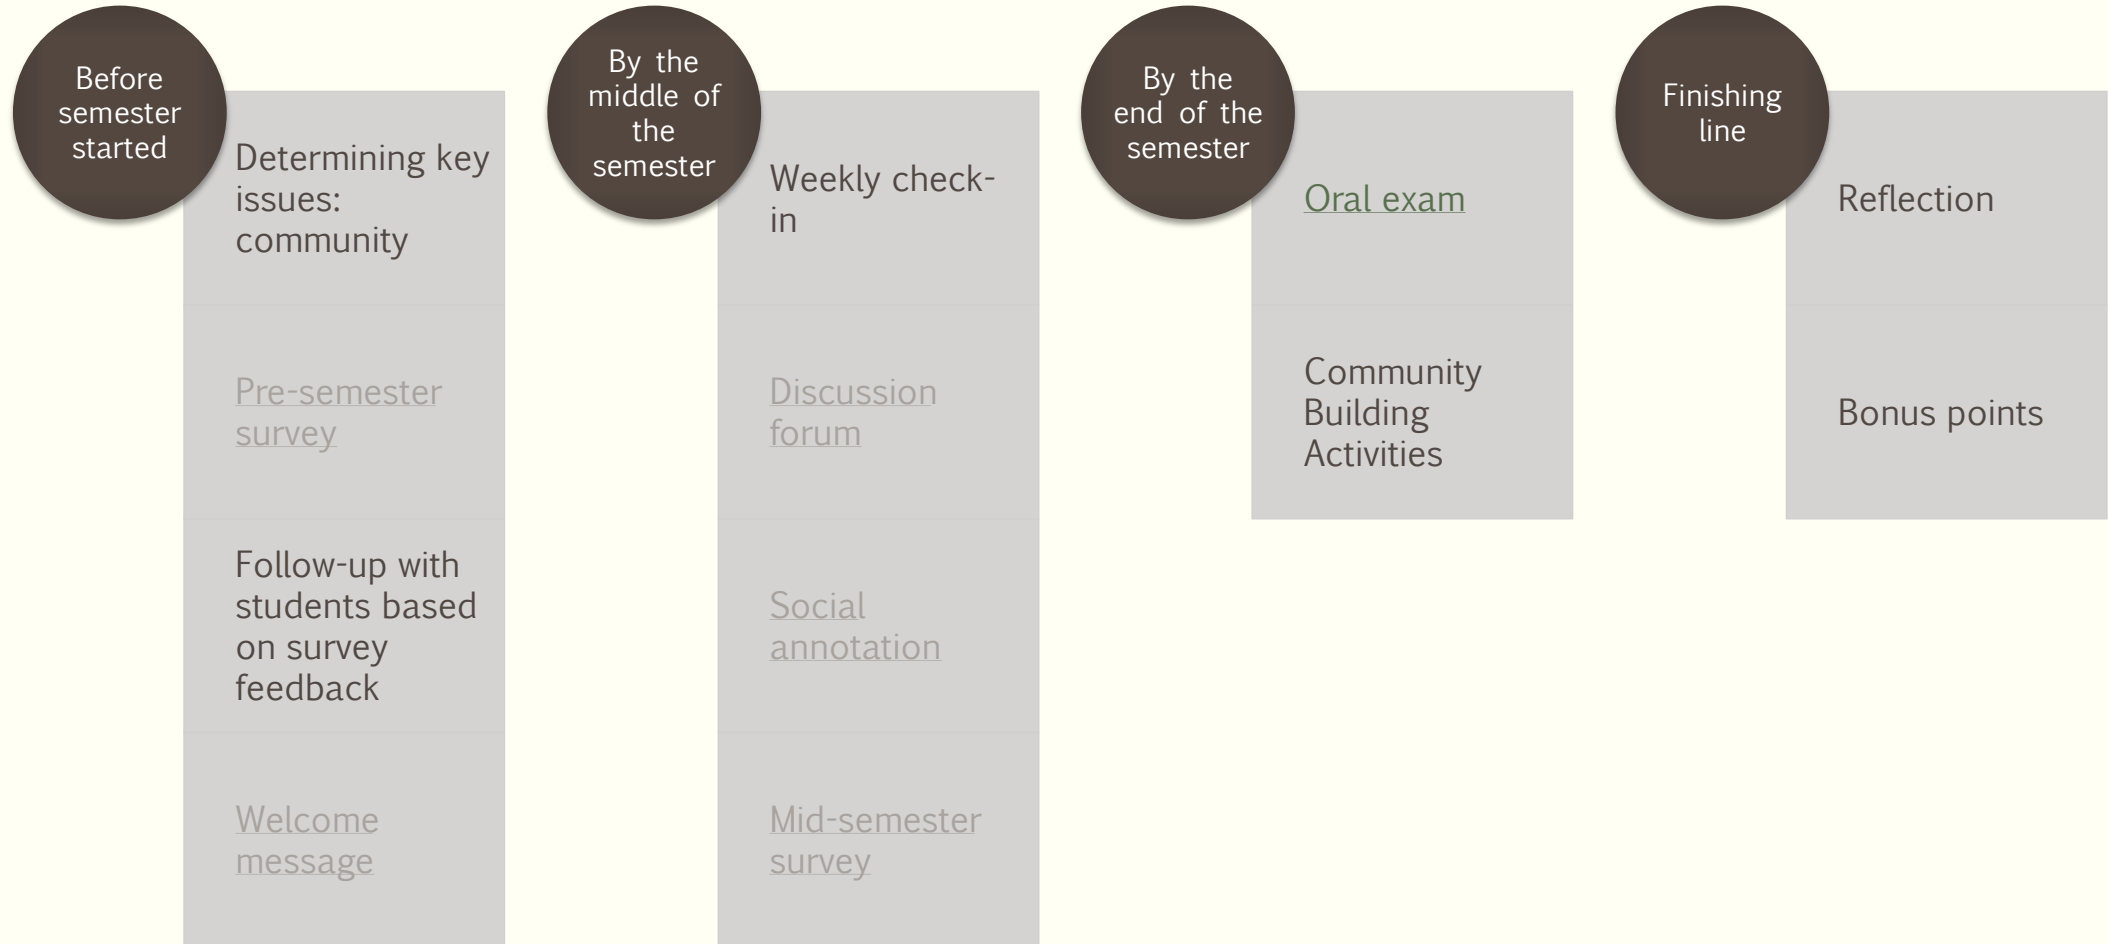 Before
semester
started
Determining key
issues:
community
Pre-semester
survey
Follow-up with
students based
on survey
feedback
Welcome
message
By the
middle of
the
semester
Weekly check-
in
Discussion
forum
Social
annotation
Mid-semester
survey
By the
end of the
semester
Oral exam
Community
Building
Activities
Finishing
line
Reflection
Bonus points